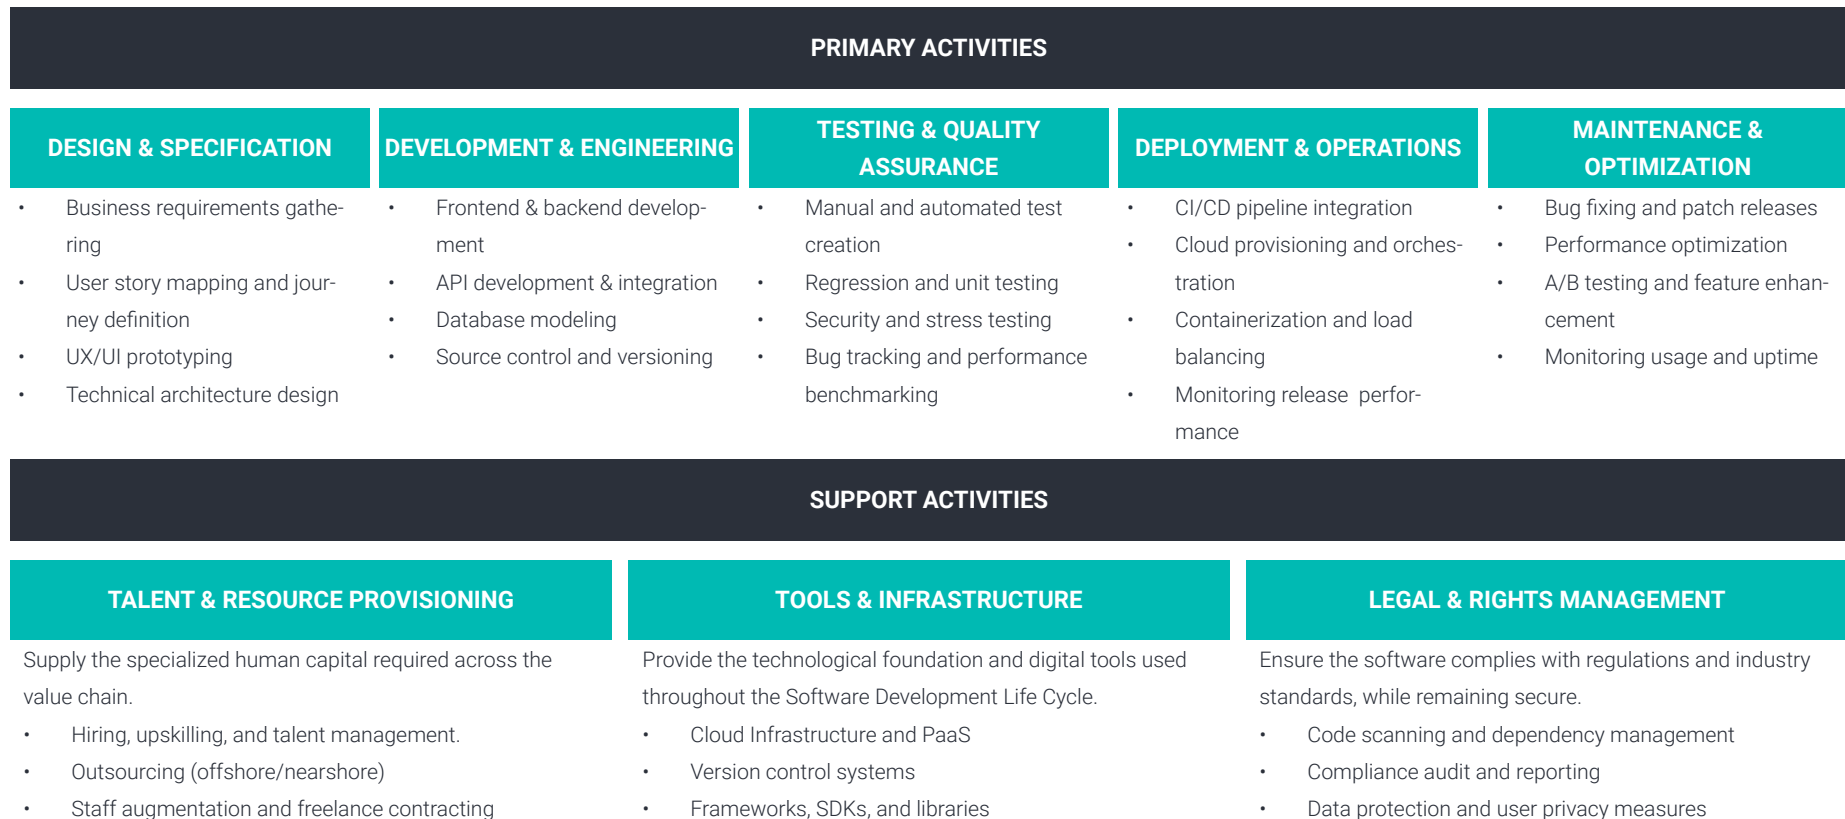 PRIMARY ACTIVITIES
DESIGN & SPECIFICATION
• Business requirements gathe-
ring
• User story mapping and jour-
ney definition
• UX/UI prototyping
• Technical architecture design
DEVELOPMENT & ENGINEERING
• Frontend & backend develop-
ment
• API development & integration
• Database modeling
• Source control and versioning
TESTING & QUALITY
ASSURANCE
• Manual and automated test
creation
• Regression and unit testing
• Security and stress testing
• Bug tracking and performance
benchmarking
DEPLOYMENT & OPERATIONS
• CI/CD pipeline integration
• Cloud provisioning and orches-
tration
• Containerization and load
balancing
• Monitoring release perfor-
mance
MAINTENANCE &
OPTIMIZATION
• Bug fixing and patch releases
• Performance optimization
• A/B testing and feature enhan-
cement
• Monitoring usage and uptime
SUPPORT ACTIVITIES
TALENT & RESOURCE PROVISIONING
Supply the specialized human capital required across the
value chain.
• Hiring, upskilling, and talent management.
• Outsourcing (offshore/nearshore)
• Staff augmentation and freelance contracting
TOOLS & INFRASTRUCTURE
Provide the technological foundation and digital tools used
throughout the Software Development Life Cycle.
• Cloud Infrastructure and PaaS
• Version control systems
• Frameworks, SDKs, and libraries
LEGAL & RIGHTS MANAGEMENT
Ensure the software complies with regulations and industry
standards, while remaining secure.
• Code scanning and dependency management
• Compliance audit and reporting
• Data protection and user privacy measures